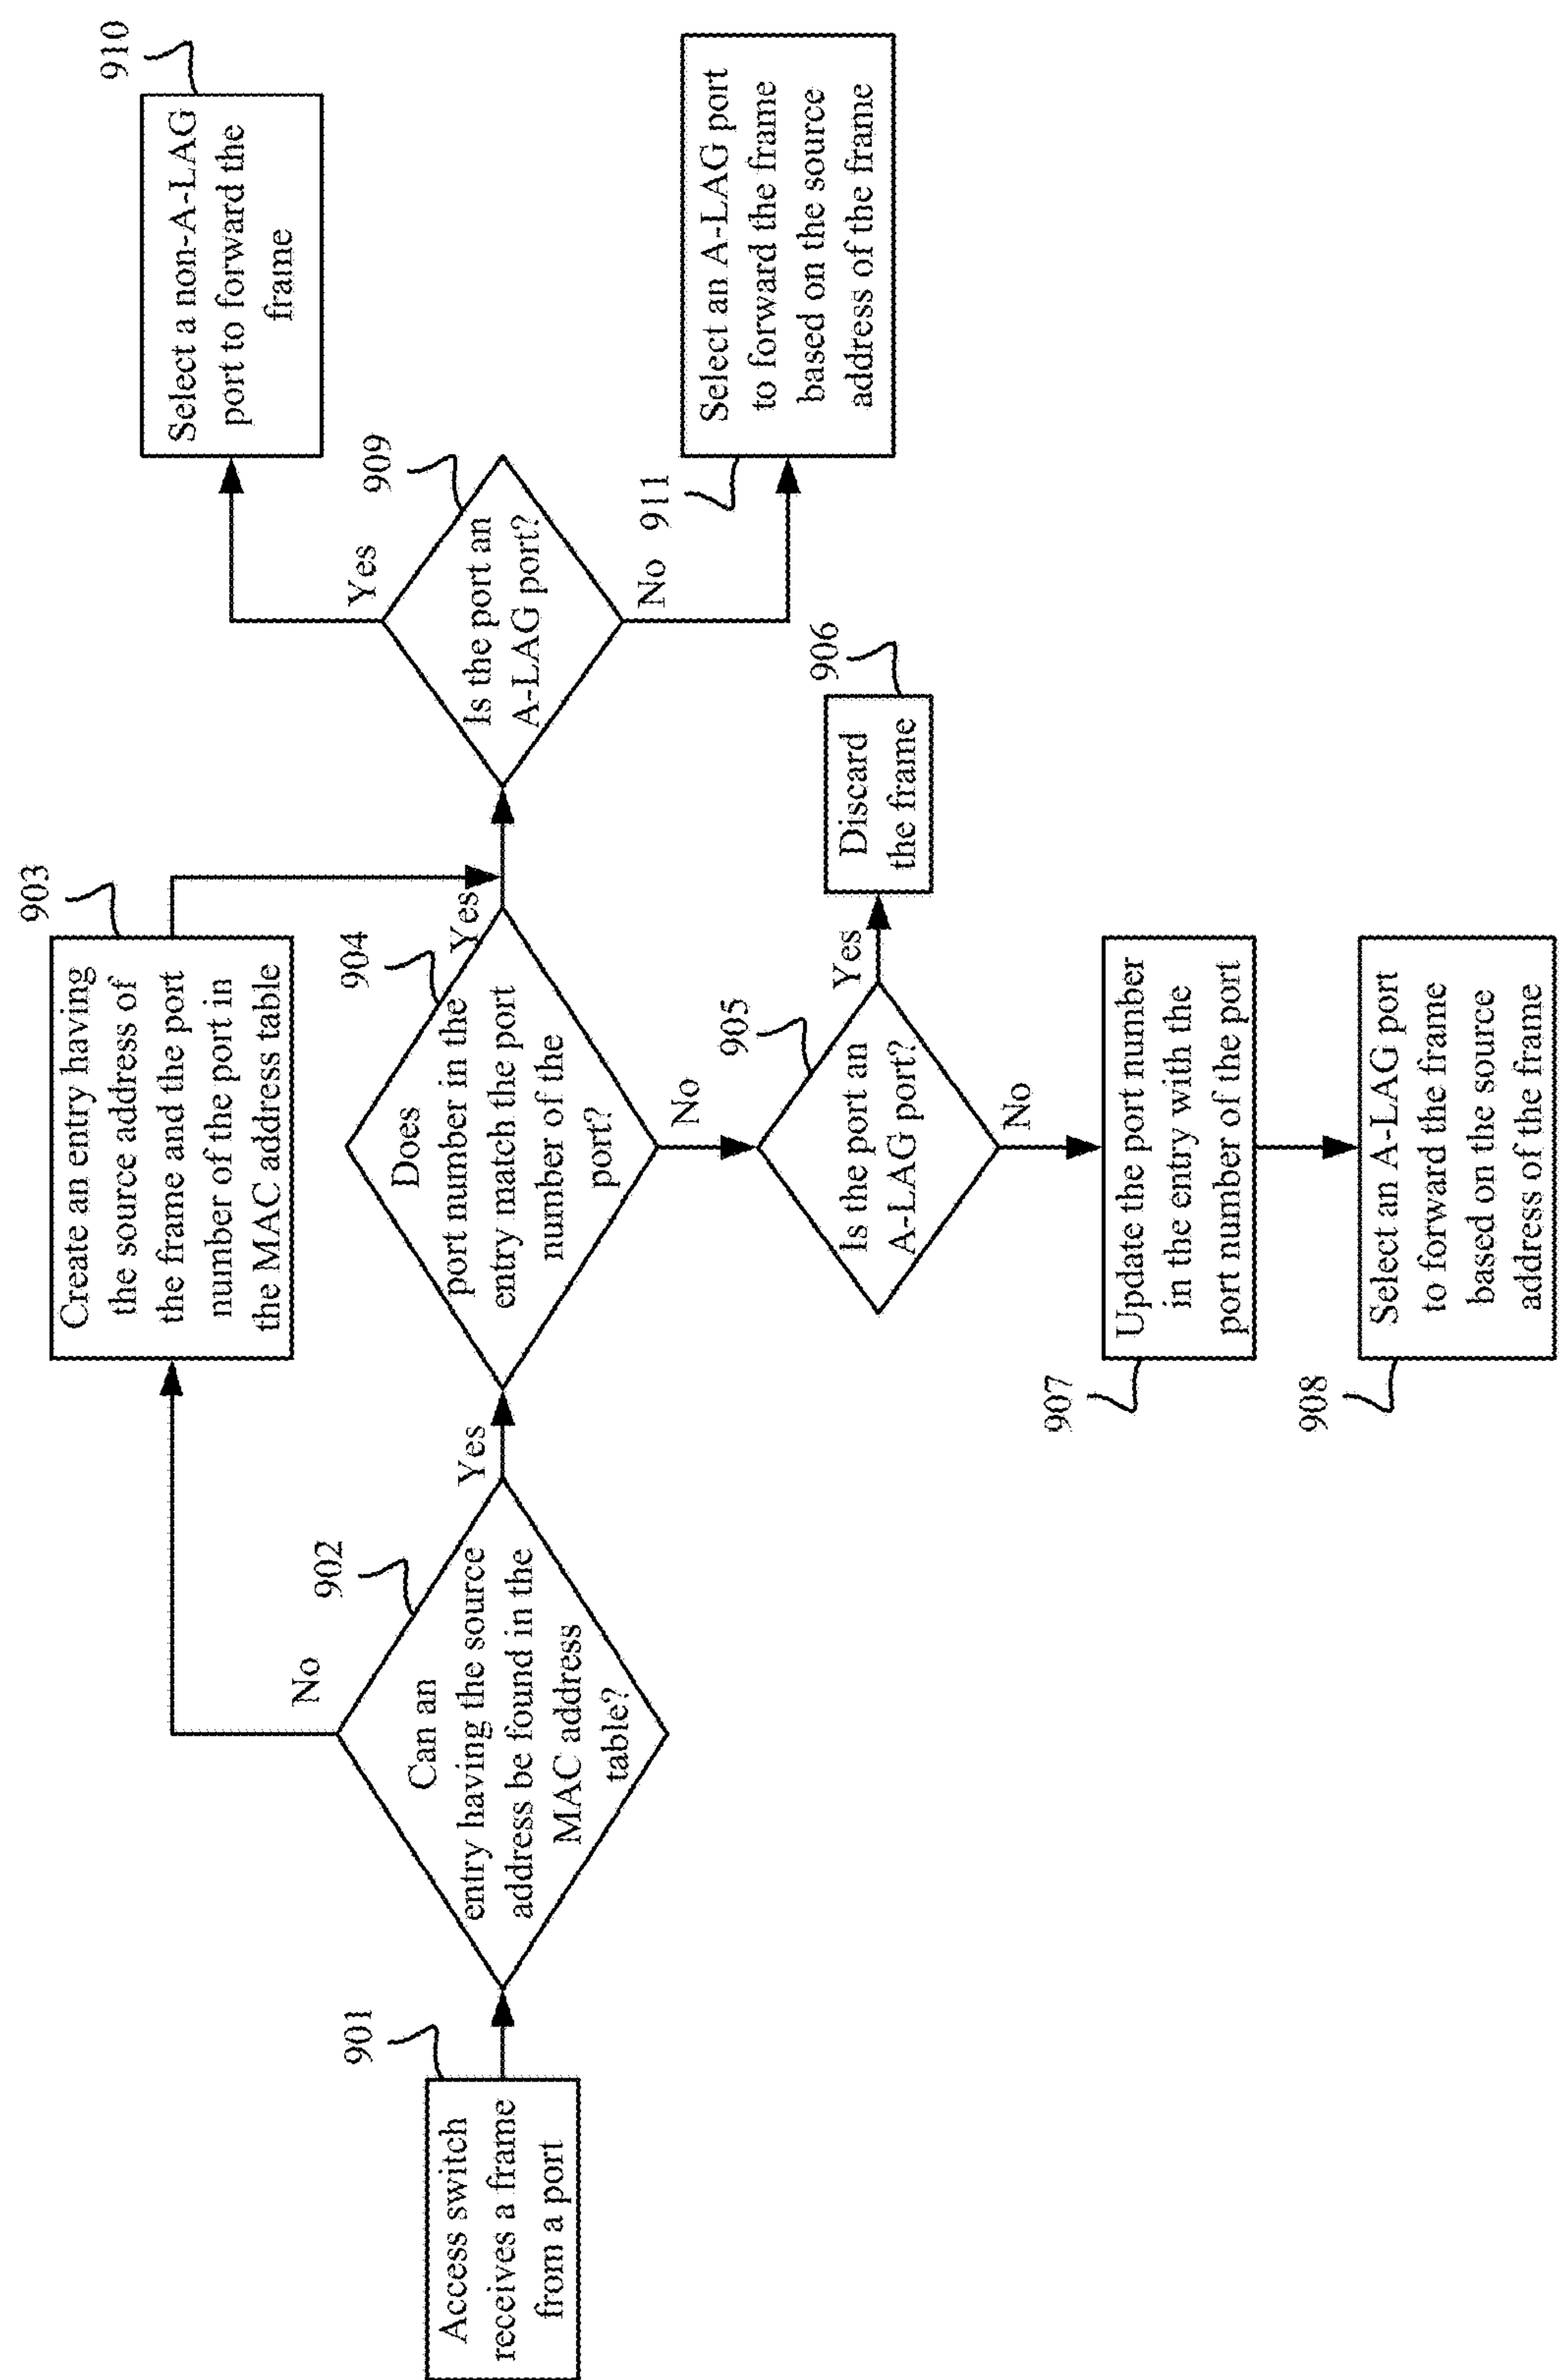 901
Access switch
receives a frame
from a port
902
Can an
entry having the source
address be found in the
MAC address
table?
No
Yes
903
Create an entry having
the source address of
the frame and the port
number of the port in
the MAC address table
904
Does
port number in the
entry match the port
number of the
port?
Yes
No
905
Is the port an
A-LAG port?
Yes
No
906
Discard
the frame
907
Update the port number
in the entry with the
port number of the port
908
Select an A-LAG port
to forward the frame
based on the source
address of the frame
909
Is the port an
A-LAG port?
Yes
No
910
Select a non-A-LAG
port to forward the
frame
911
Select an A-LAG port
to forward the frame
based on the source
address of the frame